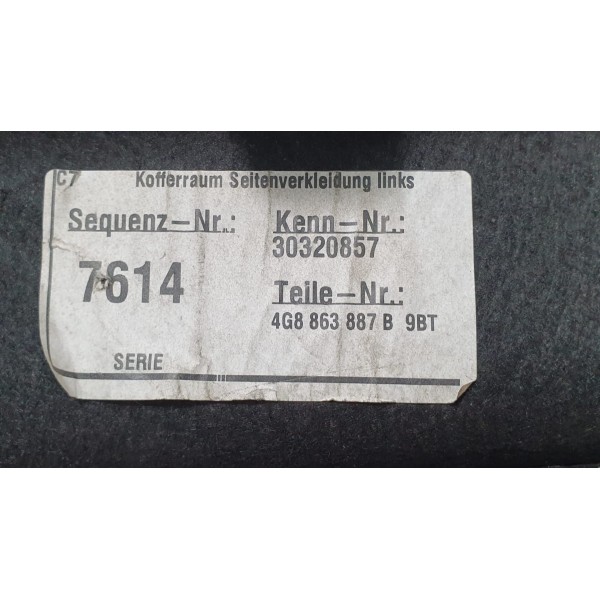 C7 Kofferraum Seitenverkleidung links
Sequenz-Nr.: Kenn-Nr.:
30320857
7614
Teile-Nr.:
4G8 863 887 B 9BT
SERIE